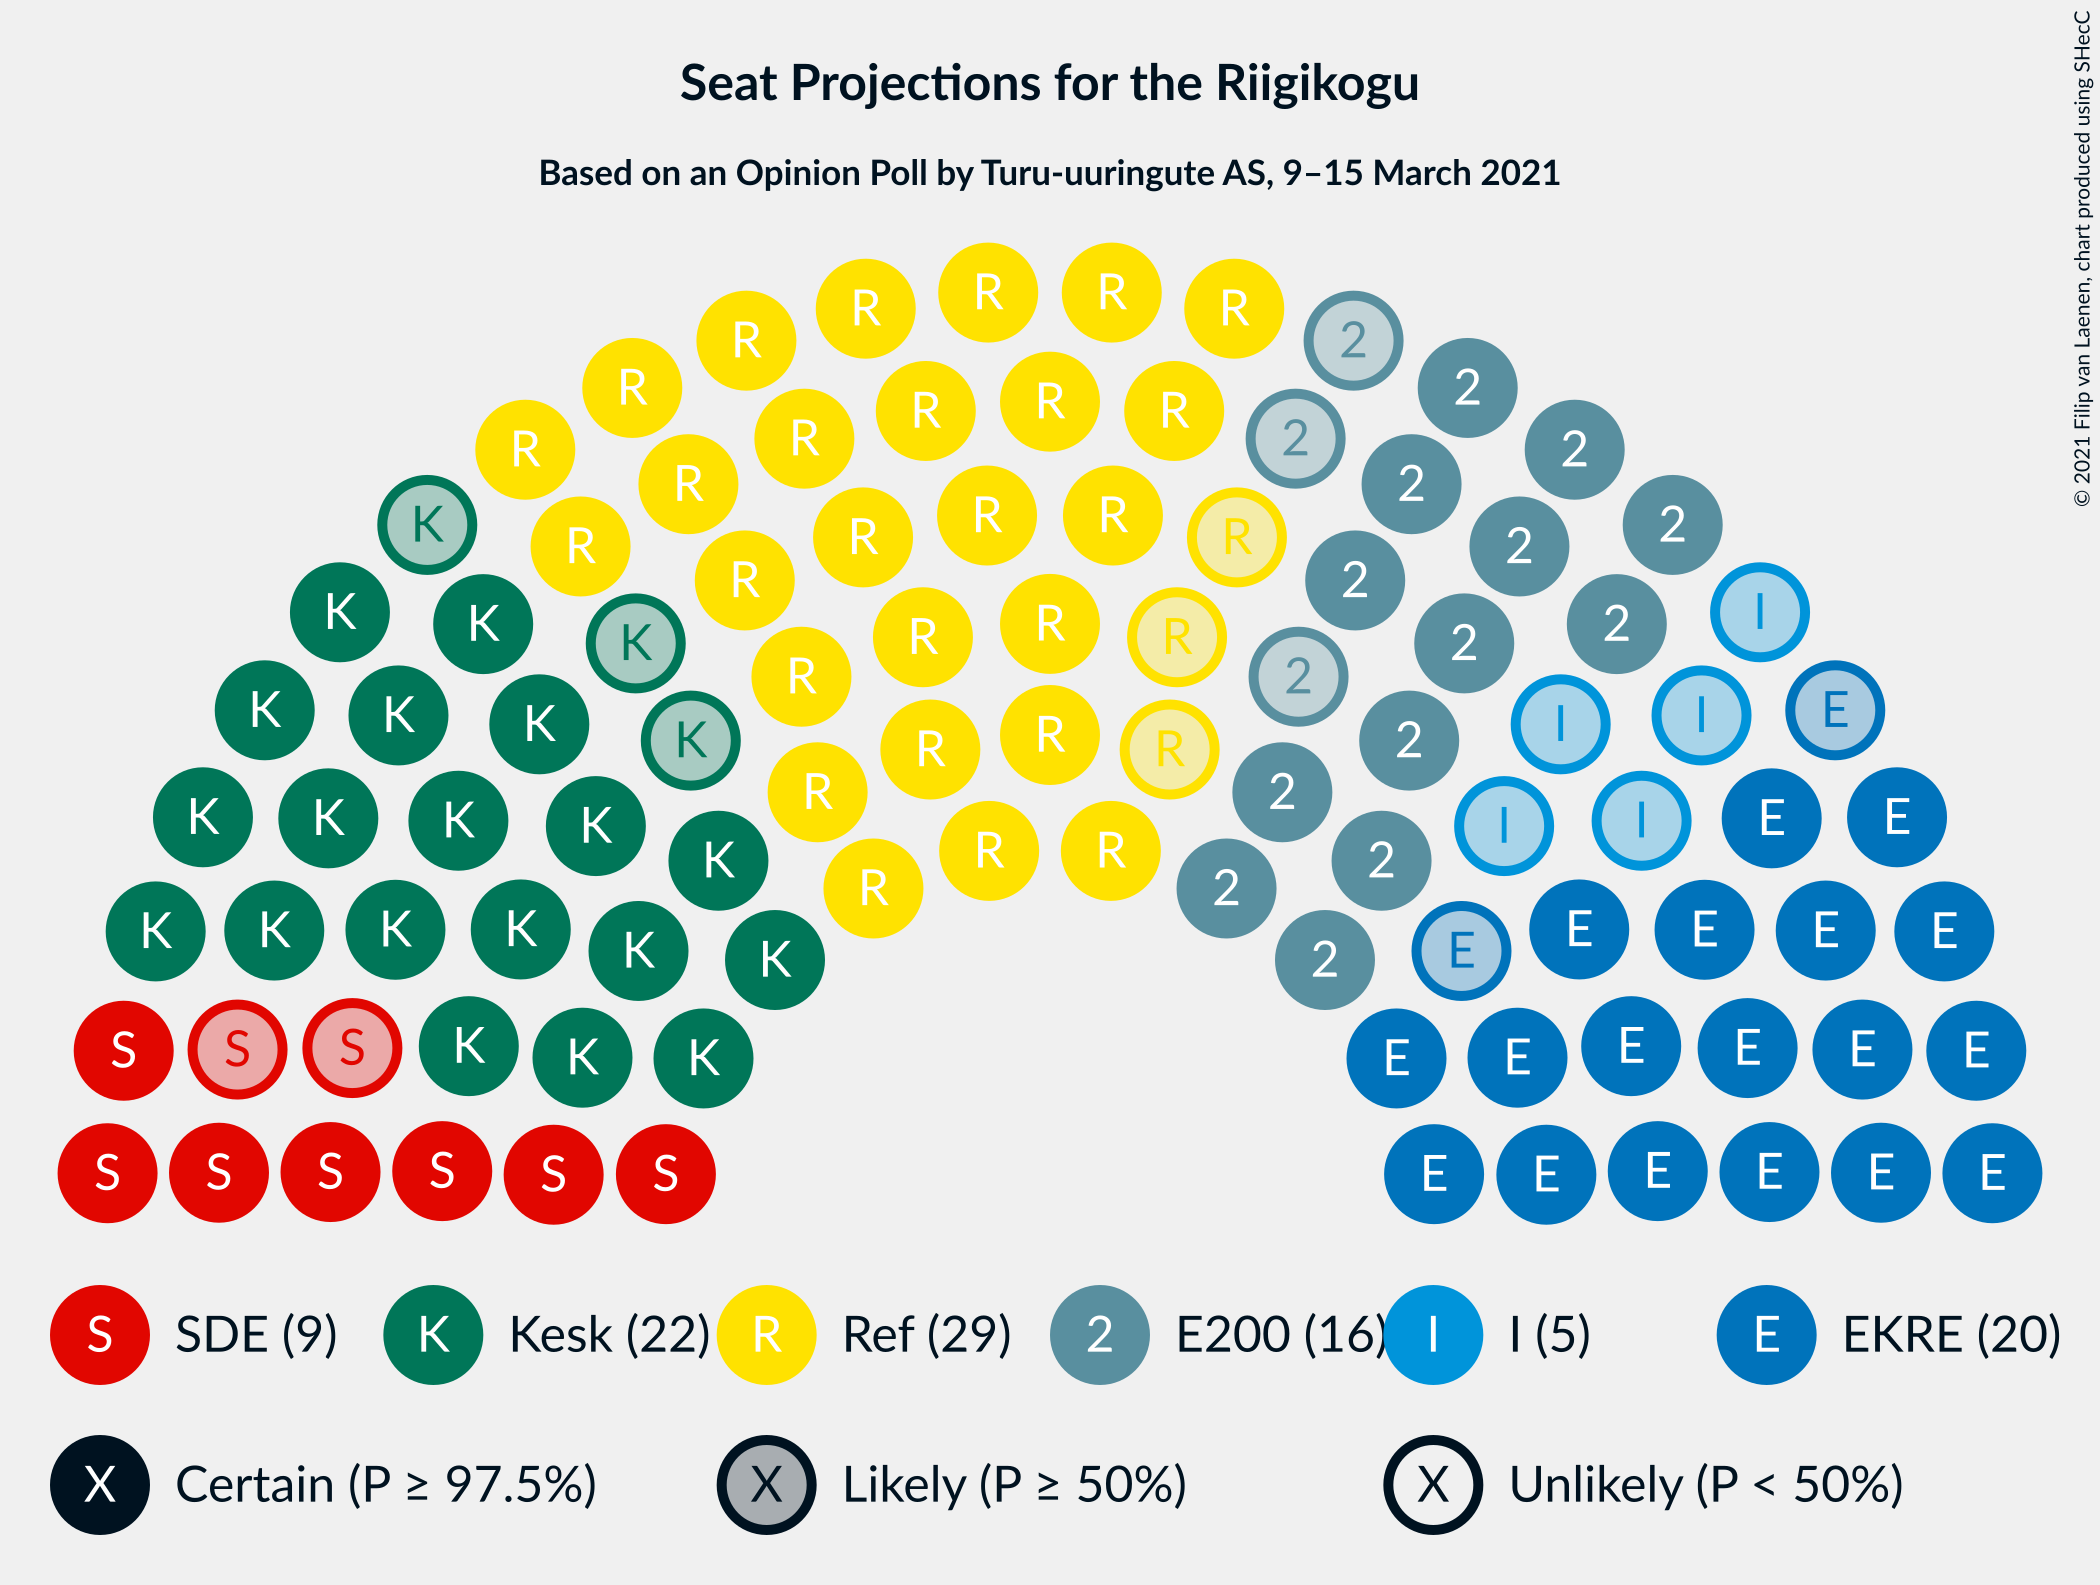 Seat Projections for the Riigikogu
Based on an Opinion Poll by Turu-uuringute AS, 9–15 March 2021
© 2021 Filip van Laenen, chart produced using SHecC
R R R R
R 2
R 2
R R R
R 2
R 2
R R
K 2
R R R R
R 2
R 2
K I
K 2
R R R
K 2
R 2
K E
K I
K I
K 2
R R R
R 2
K E
K E
K I
K I
K 2
R R R 2
K E
K E
K E
K E
K E
K 2
S E
S E
S E
K E
K E
K E
S S S S S S E E E E E E
S SDE (9) K Kesk (22) R Ref (29) 2 E200 (16) I I (5) E EKRE (20)
X Certain (P ≥ 97.5%) X Likely (P ≥ 50%) X Unlikely (P < 50%)